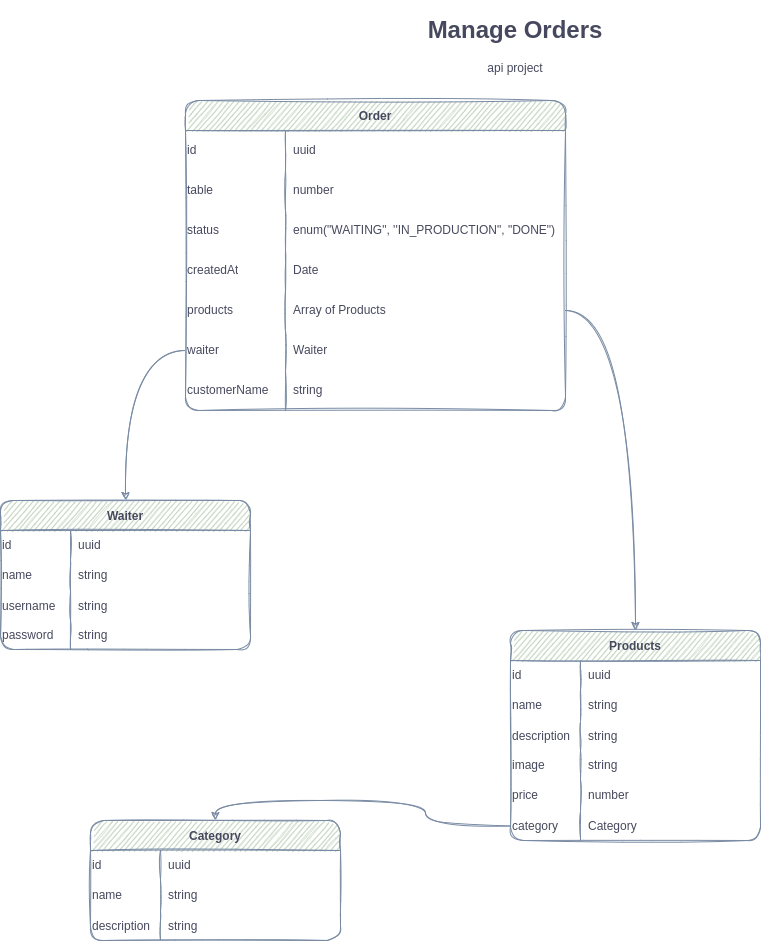 Manage Orders
api project
Order
id uuid
table number
status enum("WAITING", "IN_PRODUCTION", "DONE")
createdAt Date
products Array of Products
waiter Waiter
customerName string
Waiter
id uuid
name string
username string
password string
Products
id uuid
name string
description string
image string
price number
category Category
Category
id uuid
name string
description string